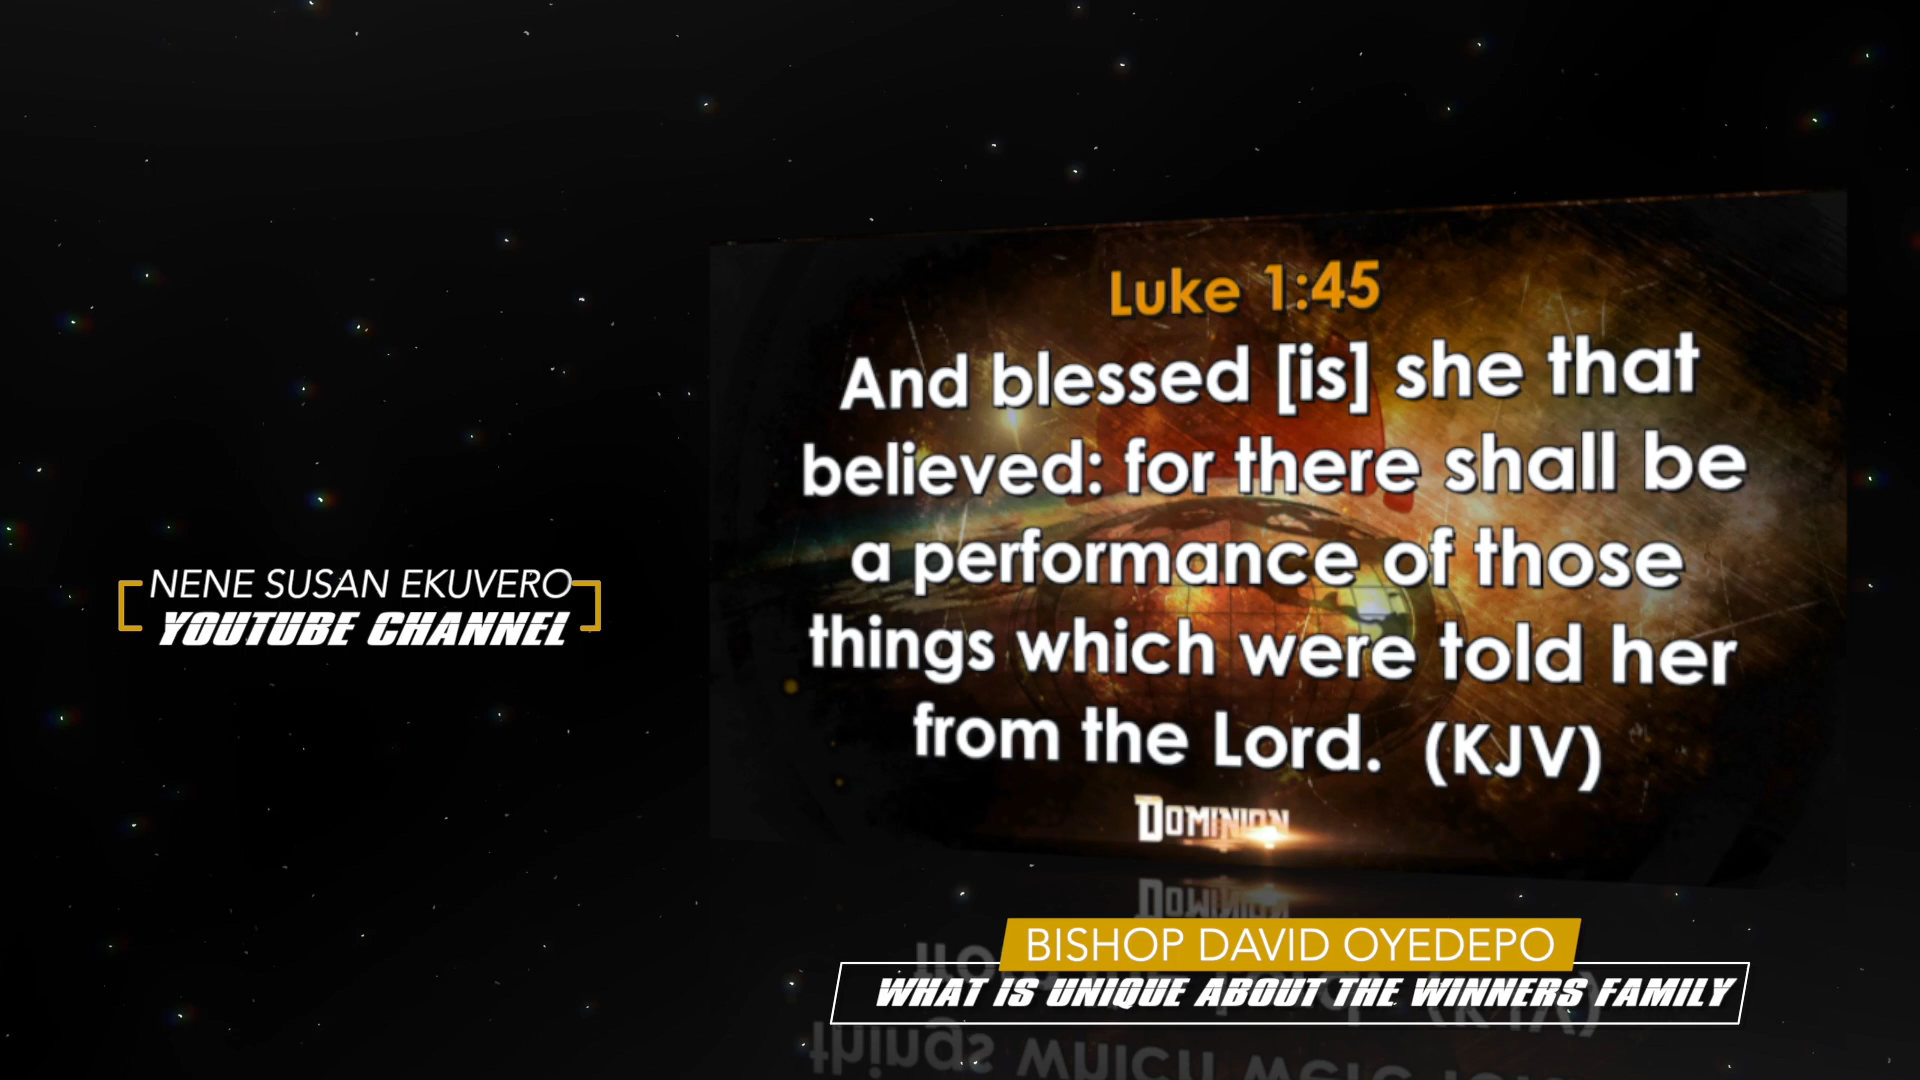 Luke 1:45
And blessed [is] she that
believed: for there shall be
a performance of those
things which were told her
from the Lord. (KJV)
DOMINION
NENE SUSAN EKUVERO
YOUTUBE CHANNEL
BISHOP DAVID OYEDEPO
WHAT IS UNIQUE ABOUT THE WINNERS FAMILY